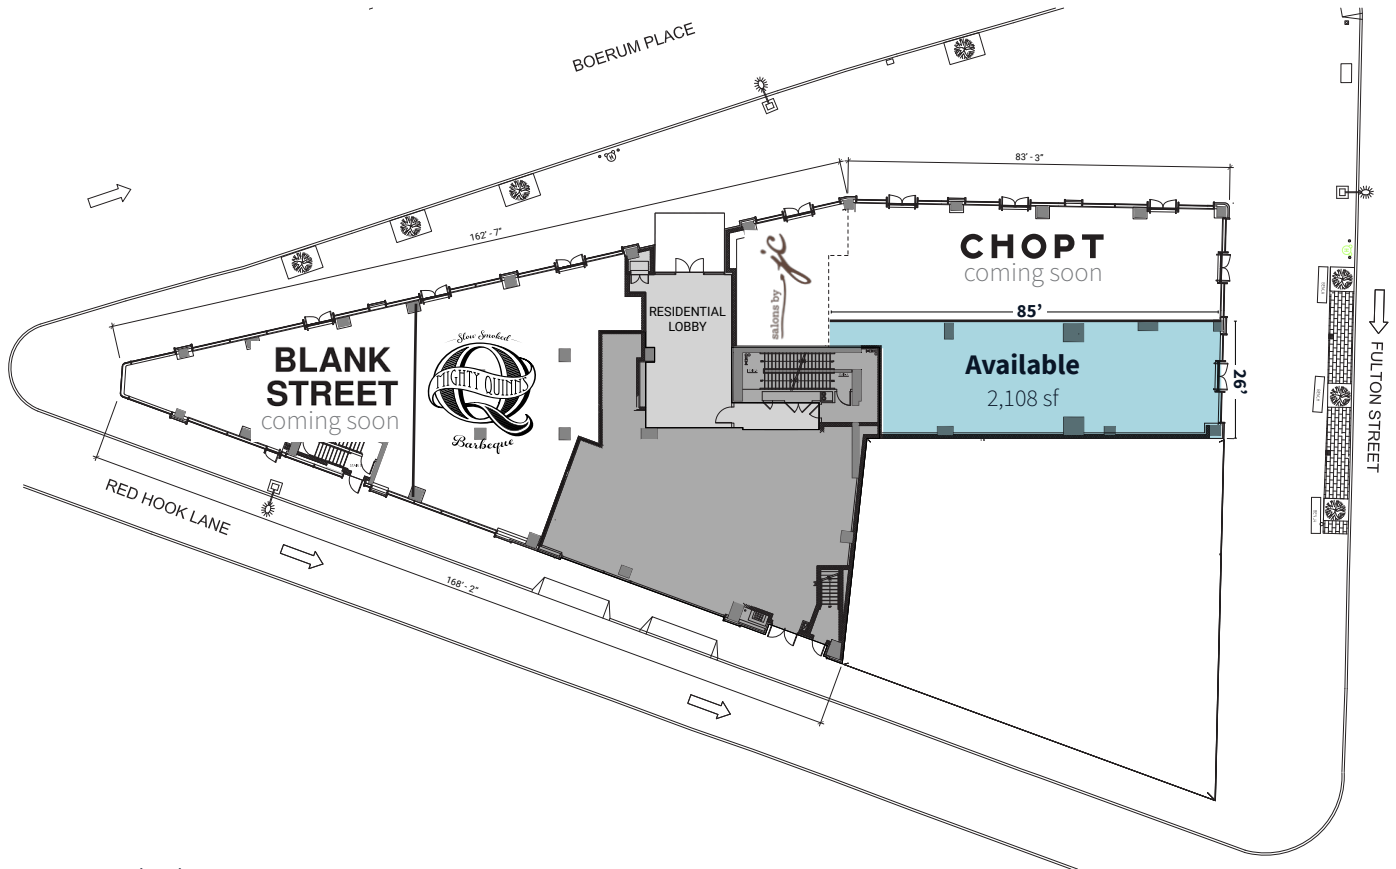 BOERUM PLACE
83' - 3"
162' - 7"
CHOPT
coming soon
salons by
jc
RESIDENTIAL
LOBBY
85'
Available
2,108 sf
26'
FULTON STREET
BLANK
STREET
coming soon
Slow Smoked
MIGHTY QUINN'S
Q
Barbeque
RED HOOK LANE
168' - 2"